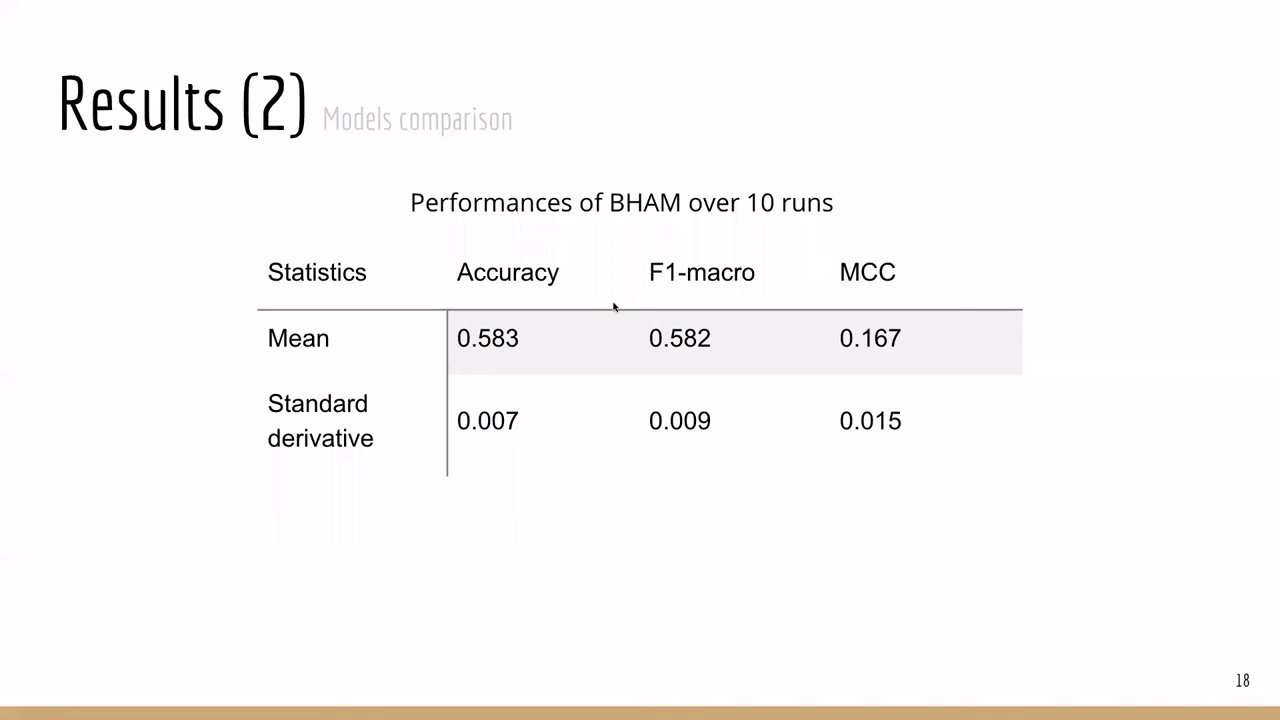 Results (2) Models comparison
Performances of BHAM over 10 runs
Statistics Accuracy F1-macro MCC
Mean 0.583 0.582 0.167
Standard
derivative 0.007 0.009 0.015
18